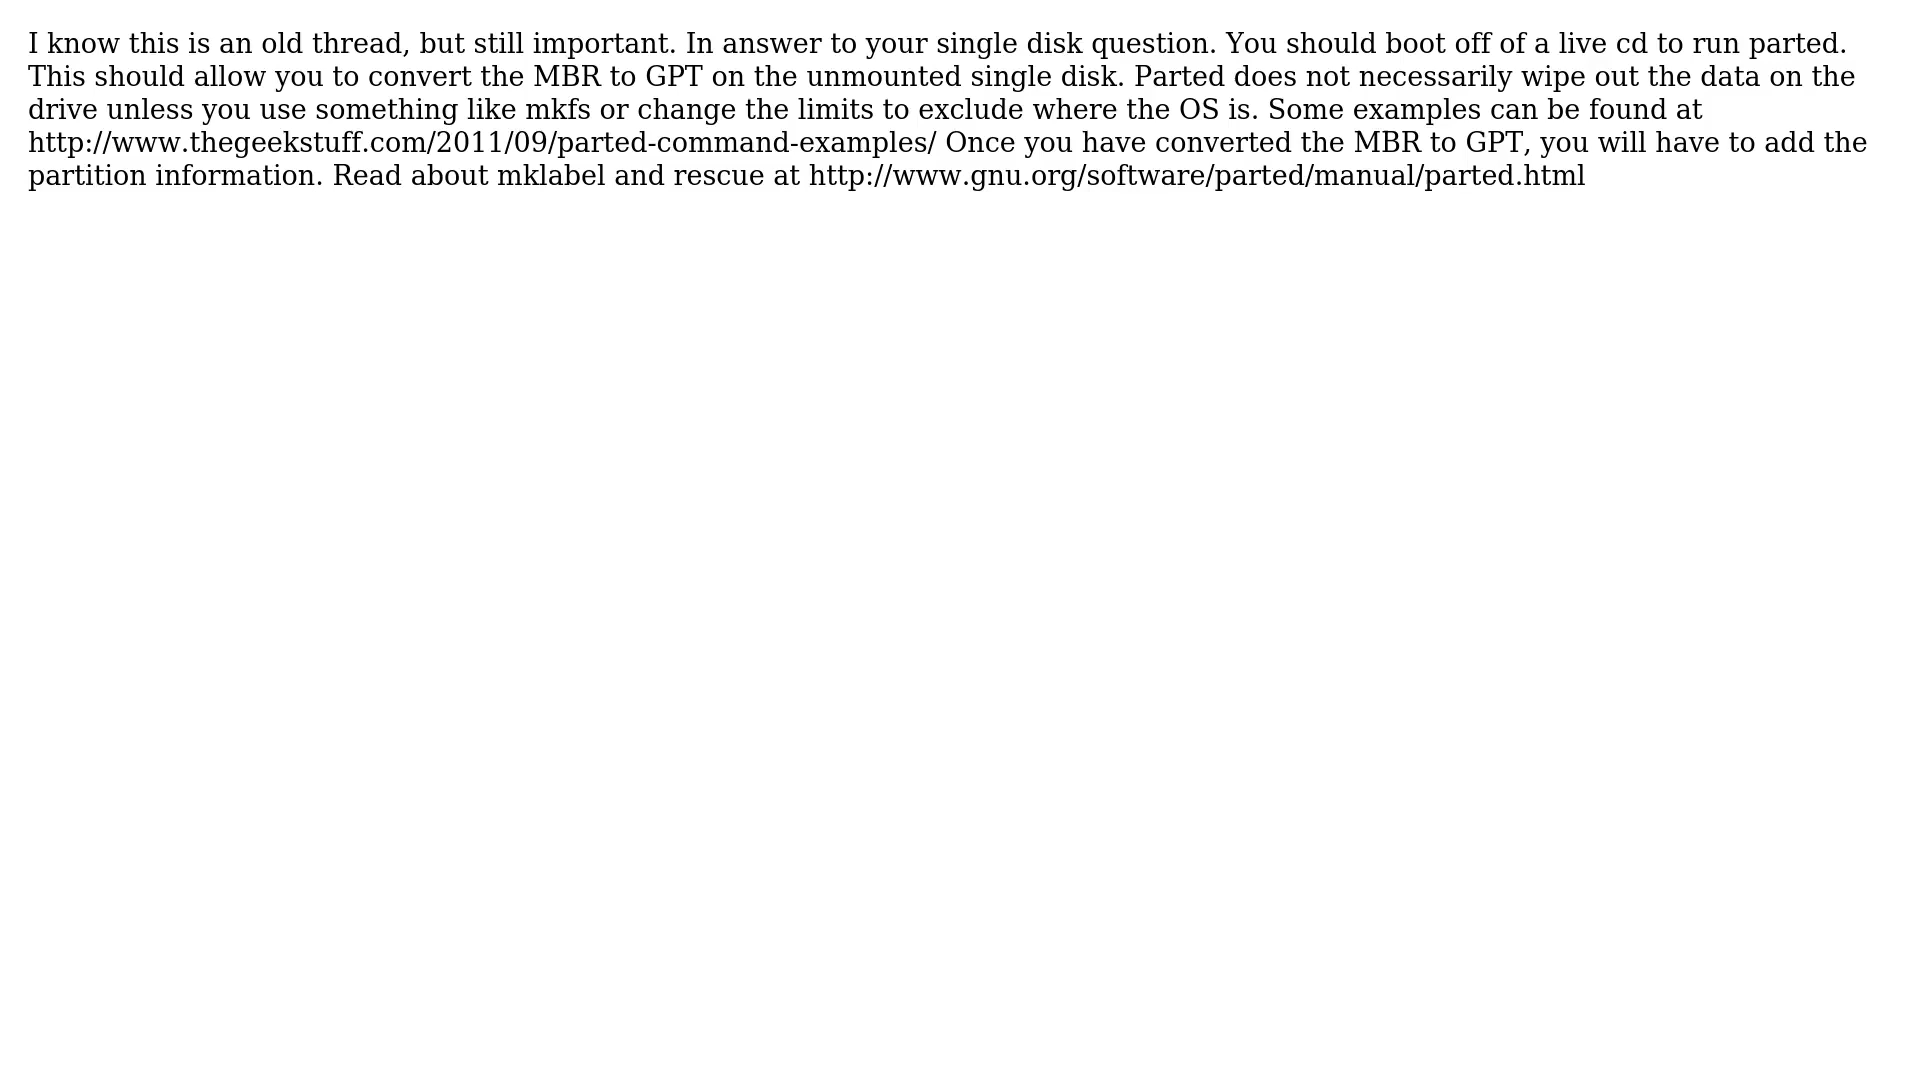 I know this is an old thread, but still important. In answer to your single disk question. You should boot off of a live cd to run parted.
This should allow you to convert the MBR to GPT on the unmounted single disk. Parted does not necessarily wipe out the data on the
drive unless you use something like mkfs or change the limits to exclude where the OS is. Some examples can be found at
http://www.thegeekstuff.com/2011/09/parted-command-examples/ Once you have converted the MBR to GPT, you will have to add the
partition information. Read about mklabel and rescue at http://www.gnu.org/software/parted/manual/parted.html